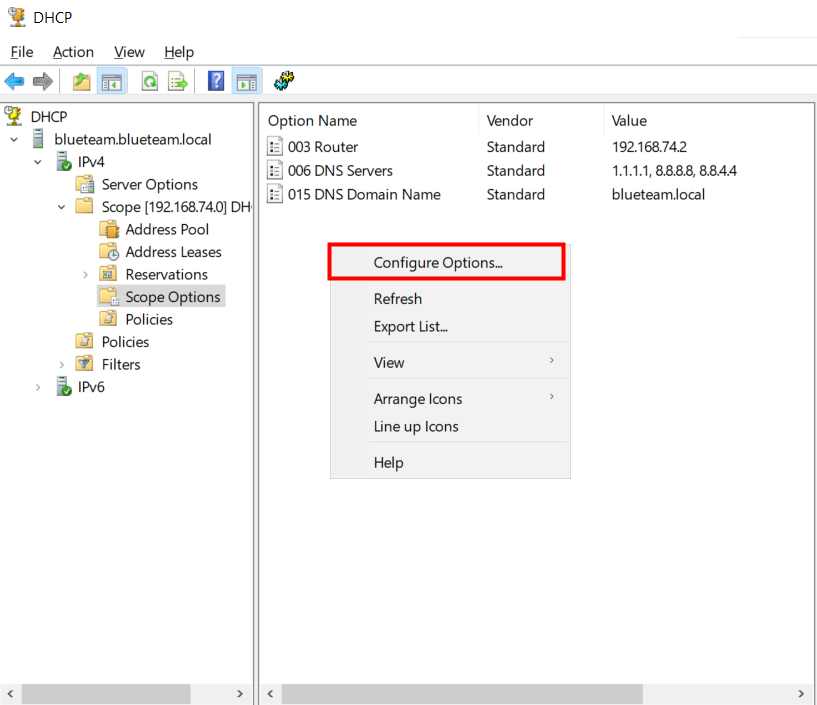 DHCP
File Action View Help
DHCP
blueteam.blueteam.local
IPv4
Server Options
Scope [192.168.74.0] DH
Address Pool
Address Leases
Reservations
Scope Options
Policies
Policies
Filters
IPv6
Option Name Vendor Value
003 Router Standard 192.168.74.2
006 DNS Servers Standard 1.1.1.1, 8.8.8.8, 8.8.4.4
015 DNS Domain Name Standard blueteam.local
Configure Options...
Refresh
Export List...
View
Arrange Icons
Line up Icons
Help